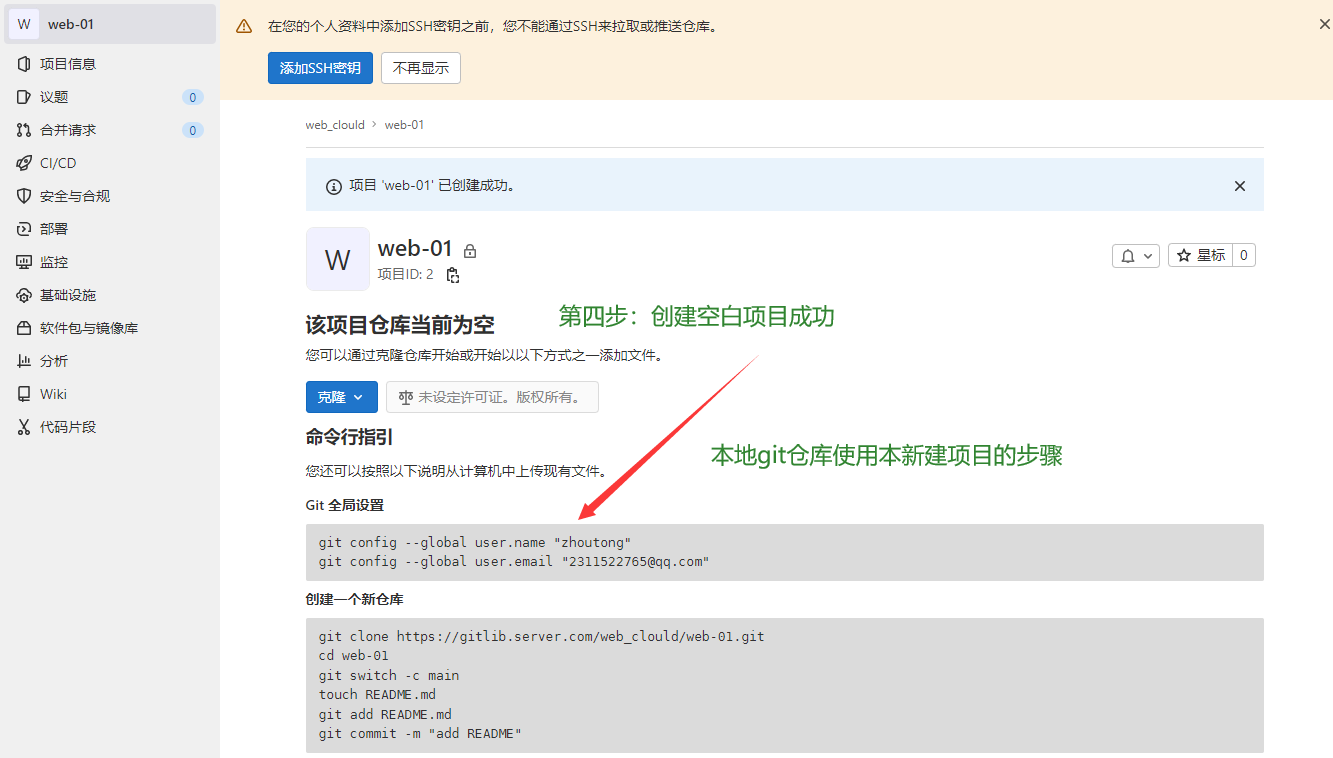 W web-01
项目信息
议题 0
合并请求 0
CI/CD
安全与合规
部署
监控
基础设施
软件包与镜像库
分析
Wiki
代码片段
在您的个人资料中添加SSH密钥之前，您不能通过SSH来拉取或推送仓库。
添加SSH密钥 不再显示
web_clould › web-01
项目 'web-01' 已创建成功。
W
web-01
项目ID: 2
星标 0
该项目仓库当前为空
第四步：创建空白项目成功
您可以通过克隆仓库开始或开始以以下方式之一添加文件。
克隆 未设定许可证。版权所有。
命令行指引
本地git仓库使用本新建项目的步骤
您还可以按照以下说明从计算机中上传现有文件。
Git 全局设置
git config --global user.name "zhoutong"
git config --global user.email "2311522765@qq.com"
创建一个新仓库
git clone https://gitlib.server.com/web_clould/web-01.git
cd web-01
git switch -c main
touch README.md
git add README.md
git commit -m "add README"